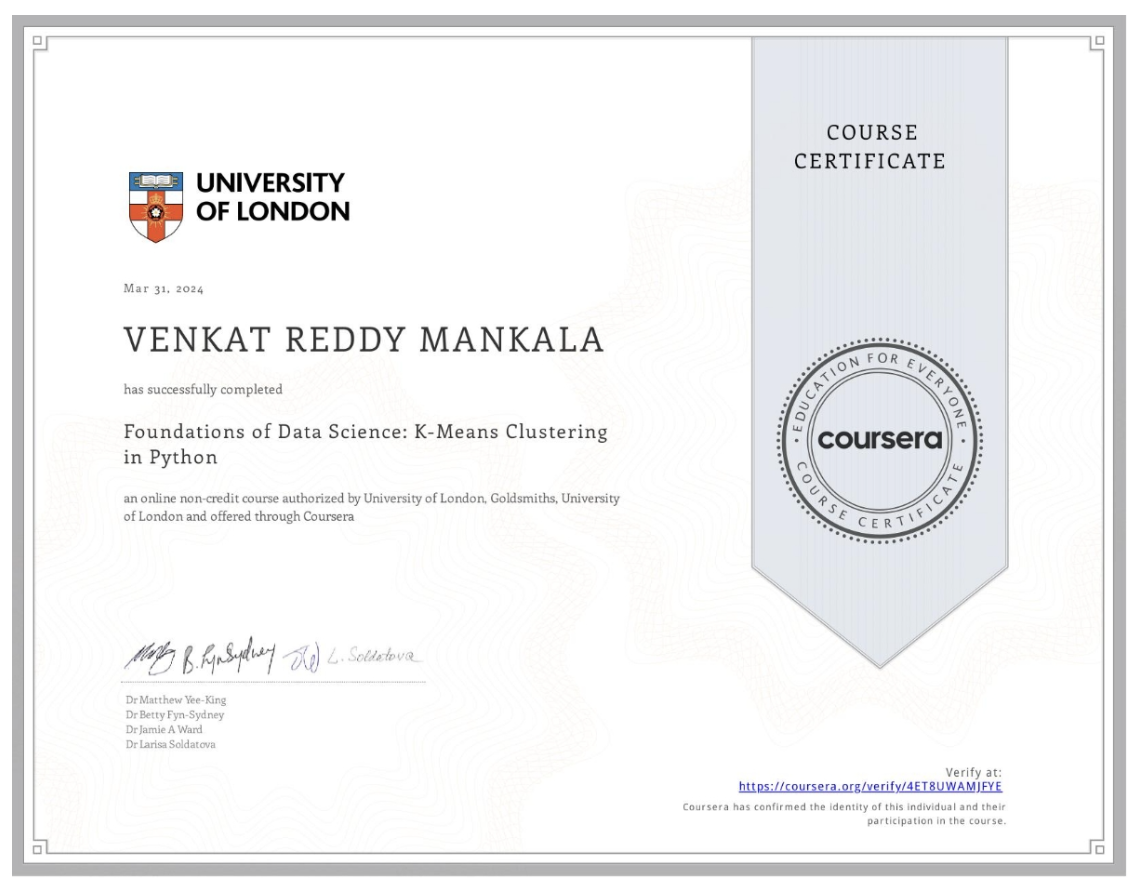 COURSE
CERTIFICATE
UNIVERSITY
OF LONDON
Mar 31, 2024
VENKAT REDDY MANKALA
has successfully completed
Foundations of Data Science: K-Means Clustering
in Python
an online non-credit course authorized by University of London, Goldsmiths, University
of London and offered through Coursera
EDUCATION FOR EVERYONE
coursera
COURSE CERTIFICATE
B. Fyn Sydney
L. Soldatova
Dr Matthew Yee-King
Dr Betty Fyn-Sydney
Dr Jamie A Ward
Dr Larisa Soldatova
Verify at:
https://coursera.org/verify/4ET8UWAMJFYE
Coursera has confirmed the identity of this individual and their
participation in the course.